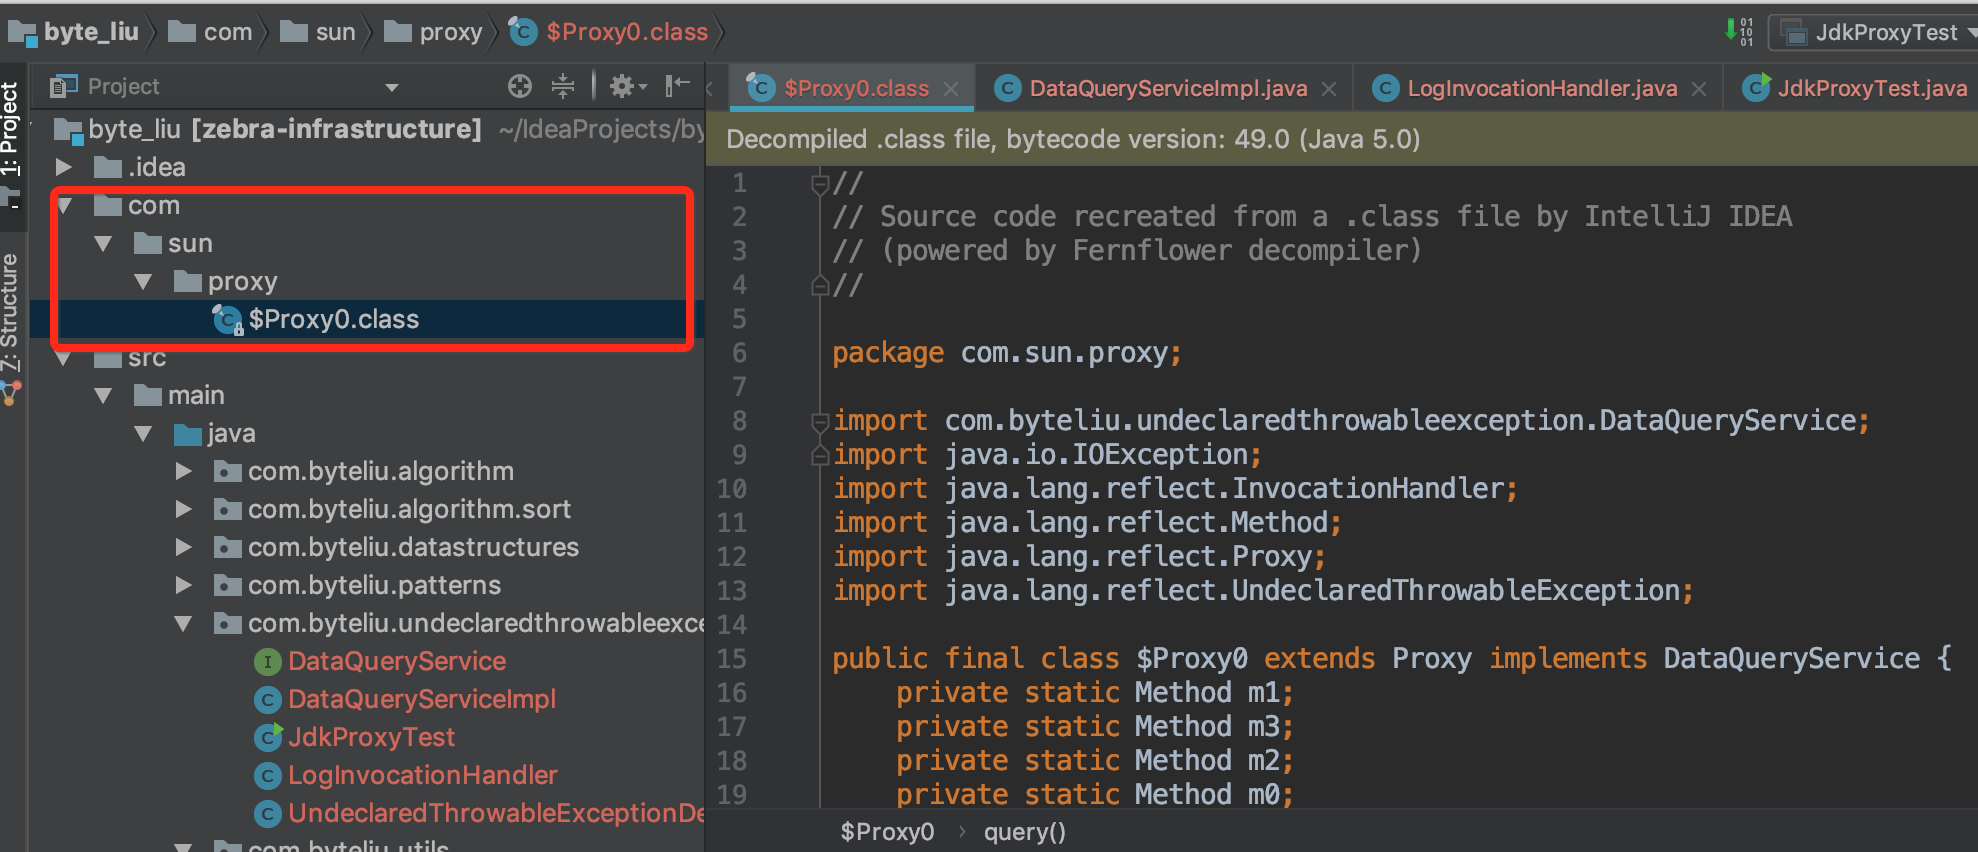 byte_liu com sun proxy $Proxy0.class
01
10
01
JdkProxyTest
1: Project
7: Structure
Project
byte_liu [zebra-infrastructure] ~/IdeaProjects/by
.idea
com
sun
proxy
$Proxy0.class
src
main
java
com.byteliu.algorithm
com.byteliu.algorithm.sort
com.byteliu.datastructures
com.byteliu.patterns
com.byteliu.undeclaredthrowableexce
DataQueryService
DataQueryServiceImpl
JdkProxyTest
LogInvocationHandler
UndeclaredThrowableExceptionDe
com.byteliu.utils
$Proxy0.class DataQueryServiceImpl.java LogInvocationHandler.java JdkProxyTest.java
Decompiled .class file, bytecode version: 49.0 (Java 5.0)
1 //
2 // Source code recreated from a .class file by IntelliJ IDEA
3 // (powered by Fernflower decompiler)
4 //
5
6 package com.sun.proxy;
7
8 import com.byteliu.undeclaredthrowableexception.DataQueryService;
9 import java.io.IOException;
10 import java.lang.reflect.InvocationHandler;
11 import java.lang.reflect.Method;
12 import java.lang.reflect.Proxy;
13 import java.lang.reflect.UndeclaredThrowableException;
14
15 public final class $Proxy0 extends Proxy implements DataQueryService {
16 private static Method m1;
17 private static Method m3;
18 private static Method m2;
19 private static Method m0;
$Proxy0 › query()